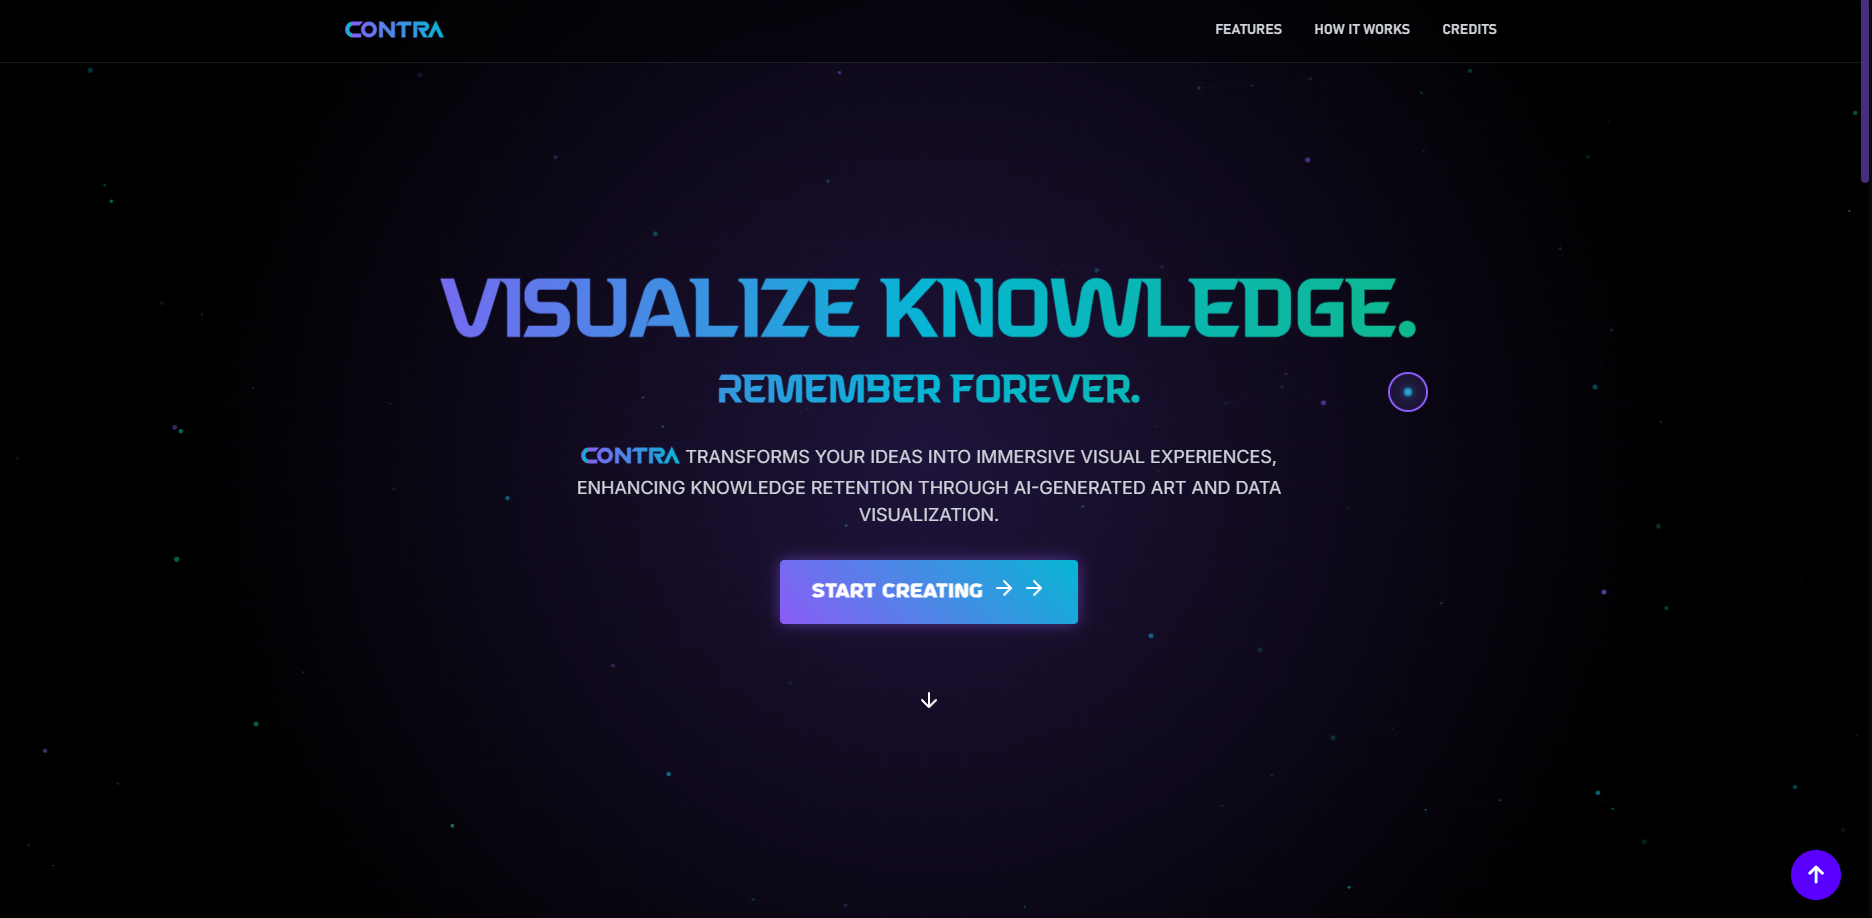 CONTRA
FEATURES
HOW IT WORKS
CREDITS
VISUALIZE KNOWLEDGE.
REMEMBER FOREVER.
CONTRA TRANSFORMS YOUR IDEAS INTO IMMERSIVE VISUAL EXPERIENCES,
ENHANCING KNOWLEDGE RETENTION THROUGH AI-GENERATED ART AND DATA
VISUALIZATION.
START CREATING